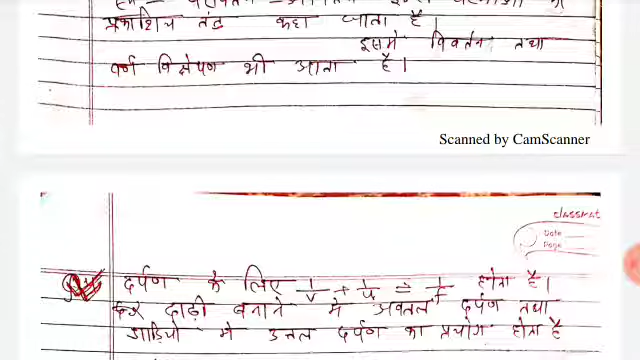 प्रकाशिय तंत्र कहा जाता है।
इसमें विवर्तन तथा
वर्ण विक्षेपण भी आता है।
Scanned by CamScanner
classmat
Date
Page
दर्पण के लिए 1/v + 1/u = 1/f होता है।
दाढ़ी बनाने मे अवतल दर्पण तथा
गाडियो मे उत्तल दर्पण का प्रयोग होता है